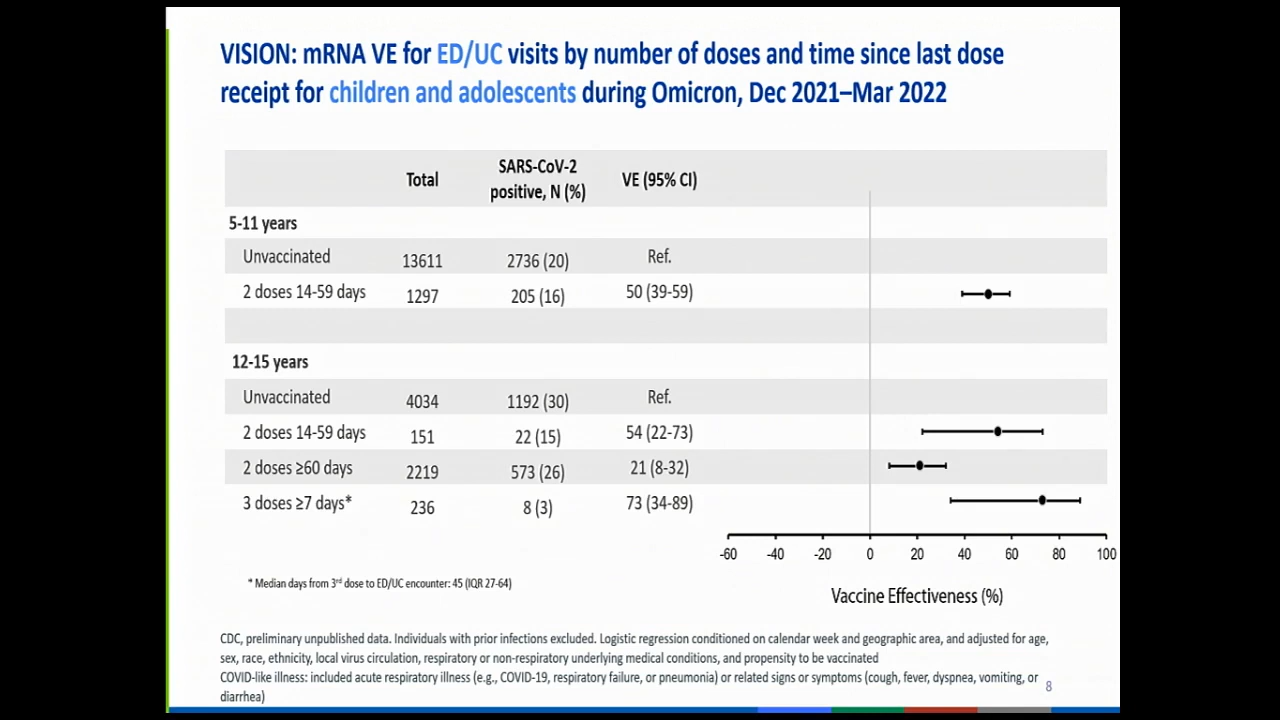 VISION: mRNA VE for ED/UC visits by number of doses and time since last dose
receipt for children and adolescents during Omicron, Dec 2021–Mar 2022
Total SARS-CoV-2 positive, N (%) VE (95% CI)
5-11 years
Unvaccinated 13611 2736 (20) Ref.
2 doses 14-59 days 1297 205 (16) 50 (39-59)
12-15 years
Unvaccinated 4034 1192 (30) Ref.
2 doses 14-59 days 151 22 (15) 54 (22-73)
2 doses ≥60 days 2219 573 (26) 21 (8-32)
3 doses ≥7 days* 236 8 (3) 73 (34-89)
-60 -40 -20 0 20 40 60 80 100
Vaccine Effectiveness (%)
* Median days from 3rd dose to ED/UC encounter: 45 (IQR 27-64)
CDC, preliminary unpublished data. Individuals with prior infections excluded. Logistic regression conditioned on calendar week and geographic area, and adjusted for age,
sex, race, ethnicity, local virus circulation, respiratory or non-respiratory underlying medical conditions, and propensity to be vaccinated
COVID-like illness: included acute respiratory illness (e.g., COVID-19, respiratory failure, or pneumonia) or related signs or symptoms (cough, fever, dyspnea, vomiting, or
diarrhea)
8